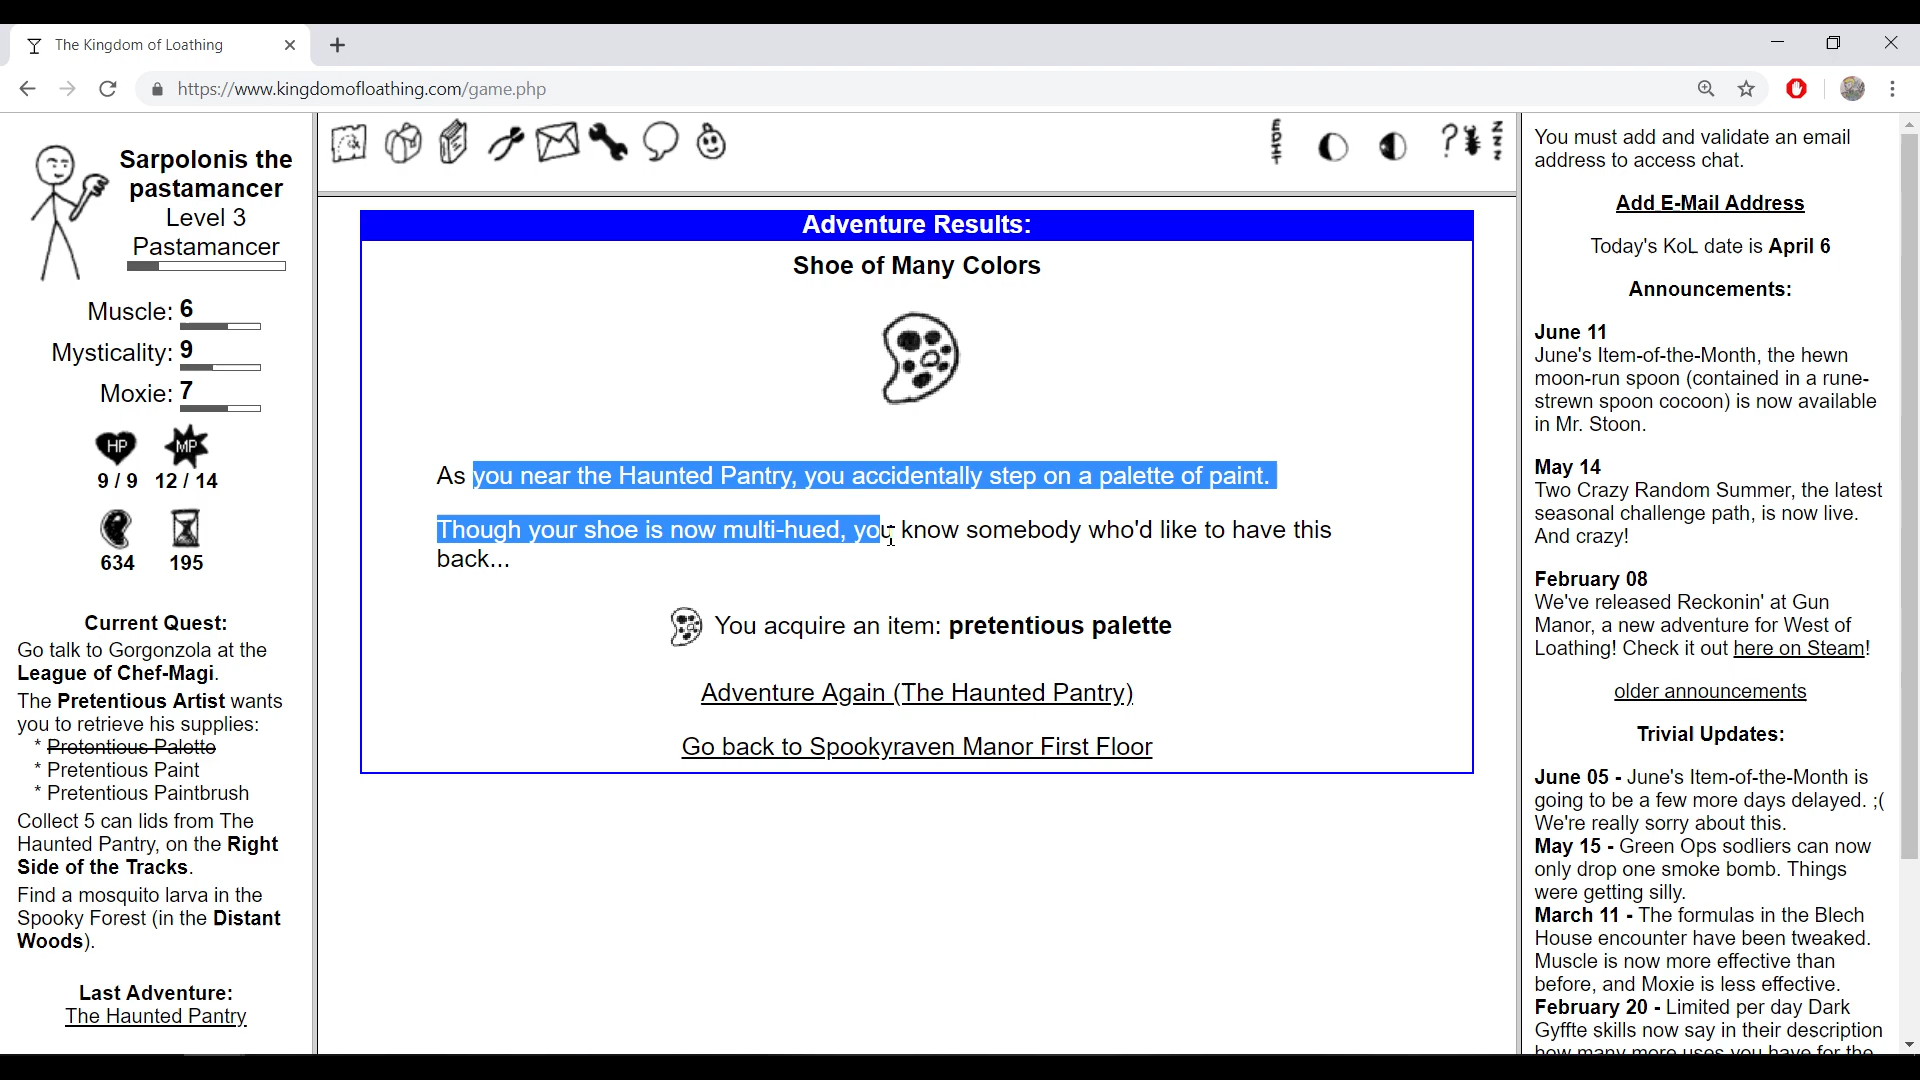 The Kingdom of Loathing
https://www.kingdomofloathing.com/game.php
Sarpolonis the
pastamancer
Level 3
Pastamancer
Muscle: 6
Mysticality: 9
Moxie: 7
HP MP
9 / 9 12 / 14
634 195
Current Quest:
Go talk to Gorgonzola at the
League of Chef-Magi.
The Pretentious Artist wants
you to retrieve his supplies:
* Pretentious Palette
* Pretentious Paint
* Pretentious Paintbrush
Collect 5 can lids from The
Haunted Pantry, on the Right
Side of the Tracks.
Find a mosquito larva in the
Spooky Forest (in the Distant
Woods).
Last Adventure:
The Haunted Pantry
EDIT
?
ZZZ
Adventure Results:
Shoe of Many Colors
As you near the Haunted Pantry, you accidentally step on a palette of paint.
Though your shoe is now multi-hued, you know somebody who'd like to have this
back...
You acquire an item: pretentious palette
Adventure Again (The Haunted Pantry)
Go back to Spookyraven Manor First Floor
You must add and validate an email
address to access chat.
Add E-Mail Address
Today's KoL date is April 6
Announcements:
June 11
June's Item-of-the-Month, the hewn
moon-run spoon (contained in a rune-
strewn spoon cocoon) is now available
in Mr. Stoon.
May 14
Two Crazy Random Summer, the latest
seasonal challenge path, is now live.
And crazy!
February 08
We've released Reckonin' at Gun
Manor, a new adventure for West of
Loathing! Check it out here on Steam!
older announcements
Trivial Updates:
June 05 - June's Item-of-the-Month is
going to be a few more days delayed. ;(
We're really sorry about this.
May 15 - Green Ops sodliers can now
only drop one smoke bomb. Things
were getting silly.
March 11 - The formulas in the Blech
House encounter have been tweaked.
Muscle is now more effective than
before, and Moxie is less effective.
February 20 - Limited per day Dark
Gyffte skills now say in their description
how many more uses you have for the